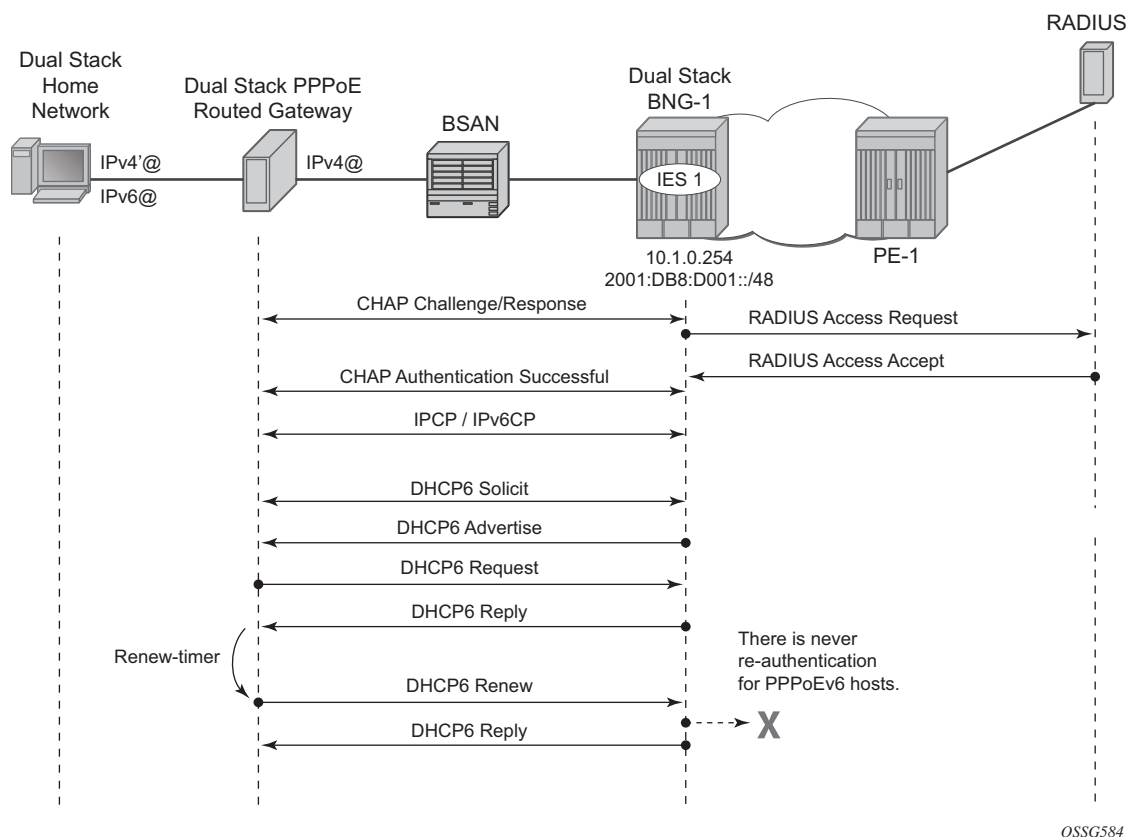 RADIUS
Dual Stack
Home
Network
Dual Stack PPPoE
Routed Gateway
BSAN
Dual Stack
BNG-1
IPv4'@
IPv6@
IPv4@
IES 1
10.1.0.254
2001:DB8:D001::/48
PE-1
CHAP Challenge/Response
RADIUS Access Request
RADIUS Access Accept
CHAP Authentication Successful
IPCP / IPv6CP
DHCP6 Solicit
DHCP6 Advertise
DHCP6 Request
DHCP6 Reply
Renew-timer
There is never
re-authentication
for PPPoEv6 hosts.
DHCP6 Renew
X
DHCP6 Reply
OSSG584